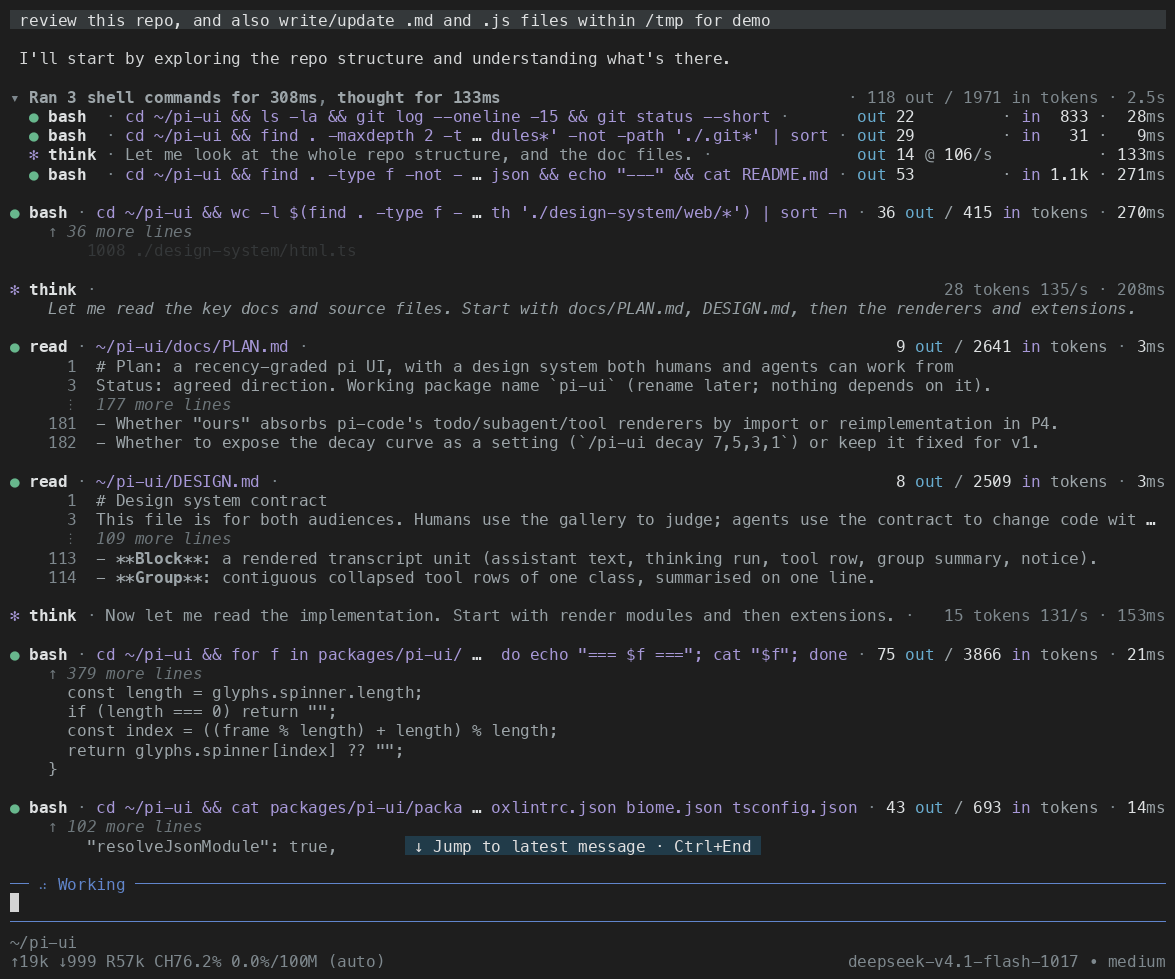 review this repo, and also write/update .md and .js files within /tmp for demo
I'll start by exploring the repo structure and understanding what's there.
▾ Ran 3 shell commands for 308ms, thought for 133ms · 118 out / 1971 in tokens · 2.5s
● bash · cd ~/pi-ui && ls -la && git log --oneline -15 && git status --short · out 22 · in 833 · 28ms
● bash · cd ~/pi-ui && find . -maxdepth 2 -t … dules*' -not -path './.git*' | sort · out 29 · in 31 · 9ms
✻ think · Let me look at the whole repo structure, and the doc files. · out 14 @ 106/s · 133ms
● bash · cd ~/pi-ui && find . -type f -not - … json && echo "---" && cat README.md · out 53 · in 1.1k · 271ms
● bash · cd ~/pi-ui && wc -l $(find . -type f - … th './design-system/web/*') | sort -n · 36 out / 415 in tokens · 270ms
↑ 36 more lines
1008 ./design-system/html.ts
✻ think · 28 tokens 135/s · 208ms
Let me read the key docs and source files. Start with docs/PLAN.md, DESIGN.md, then the renderers and extensions.
● read · ~/pi-ui/docs/PLAN.md · 9 out / 2641 in tokens · 3ms
1 # Plan: a recency-graded pi UI, with a design system both humans and agents can work from
3 Status: agreed direction. Working package name `pi-ui` (rename later; nothing depends on it).
⋮ 177 more lines
181 - Whether "ours" absorbs pi-code's todo/subagent/tool renderers by import or reimplementation in P4.
182 - Whether to expose the decay curve as a setting (`/pi-ui decay 7,5,3,1`) or keep it fixed for v1.
● read · ~/pi-ui/DESIGN.md · 8 out / 2509 in tokens · 3ms
1 # Design system contract
3 This file is for both audiences. Humans use the gallery to judge; agents use the contract to change code wit …
⋮ 109 more lines
113 - **Block**: a rendered transcript unit (assistant text, thinking run, tool row, group summary, notice).
114 - **Group**: contiguous collapsed tool rows of one class, summarised on one line.
✻ think · Now let me read the implementation. Start with render modules and then extensions. · 15 tokens 131/s · 153ms
● bash · cd ~/pi-ui && for f in packages/pi-ui/ … do echo "=== $f ==="; cat "$f"; done · 75 out / 3866 in tokens · 21ms
↑ 379 more lines
const length = glyphs.spinner.length;
if (length === 0) return "";
const index = ((frame % length) + length) % length;
return glyphs.spinner[index] ?? "";
}
● bash · cd ~/pi-ui && cat packages/pi-ui/packa … oxlintrc.json biome.json tsconfig.json · 43 out / 693 in tokens · 14ms
↑ 102 more lines
"resolveJsonModule": true, ↓ Jump to latest message · Ctrl+End
Working
~/pi-ui
↑19k ↓999 R57k CH76.2% 0.0%/100M (auto) deepseek-v4.1-flash-1017 • medium